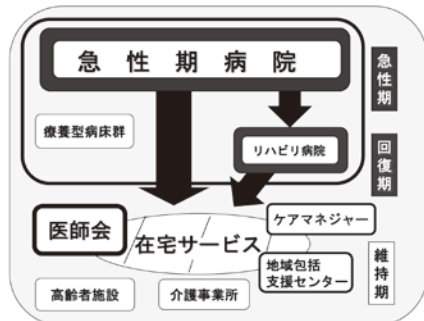 急性期病院
急性期
療養型病床群
リハビリ病院
回復期
医師会
在宅サービス
ケアマネジャー
地域包括
支援センター
維持期
高齢者施設
介護事業所